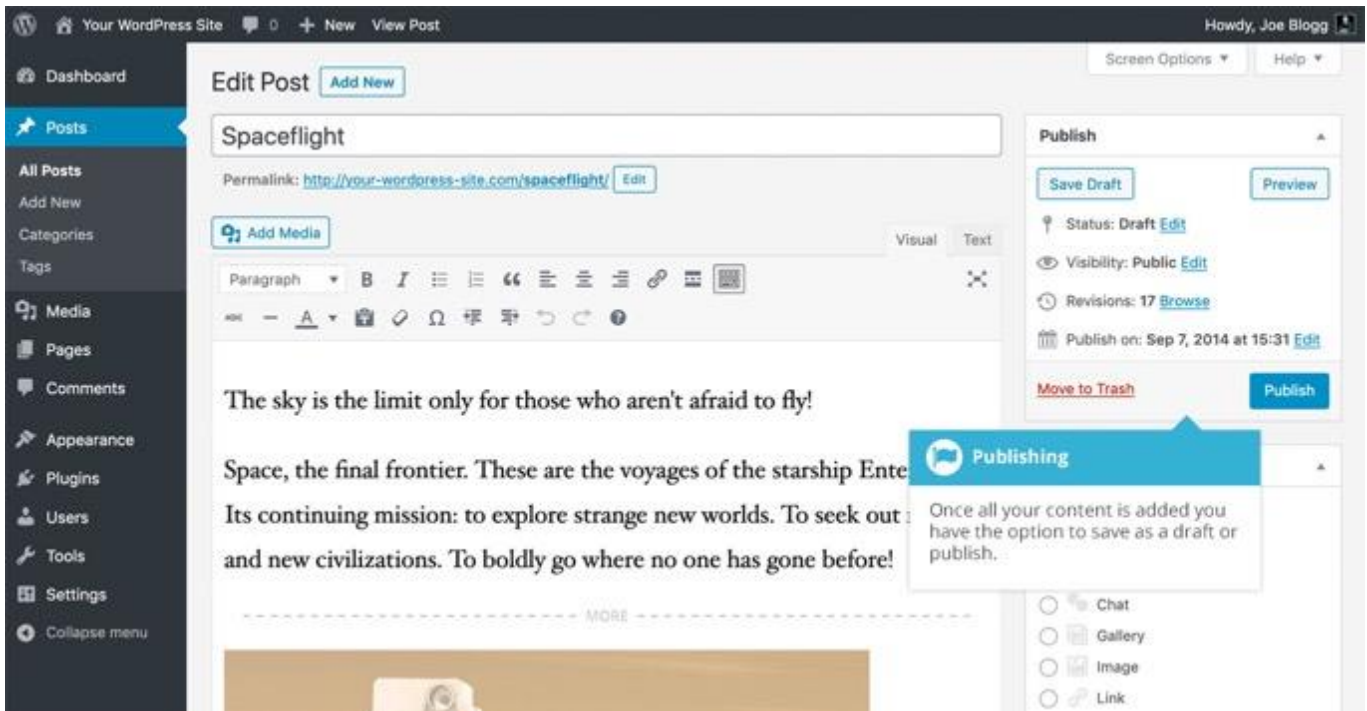 Your WordPress Site 0 + New View Post Howdy, Joe Blogg
Screen Options Help
Dashboard
Posts
All Posts
Add New
Categories
Tags
Media
Pages
Comments
Appearance
Plugins
Users
Tools
Settings
Collapse menu
Edit Post Add New
Spaceflight
Permalink: http://your-wordpress-site.com/spaceflight/ Edit
Add Media
Visual Text
Paragraph B I
ABC A Ω
The sky is the limit only for those who aren't afraid to fly!
Space, the final frontier. These are the voyages of the starship Ente
Its continuing mission: to explore strange new worlds. To seek out
and new civilizations. To boldly go where no one has gone before!
MORE
Publish
Save Draft Preview
Status: Draft Edit
Visibility: Public Edit
Revisions: 17 Browse
Publish on: Sep 7, 2014 at 15:31 Edit
Move to Trash Publish
Publishing
Once all your content is added you
have the option to save as a draft or
publish.
Chat
Gallery
Image
Link